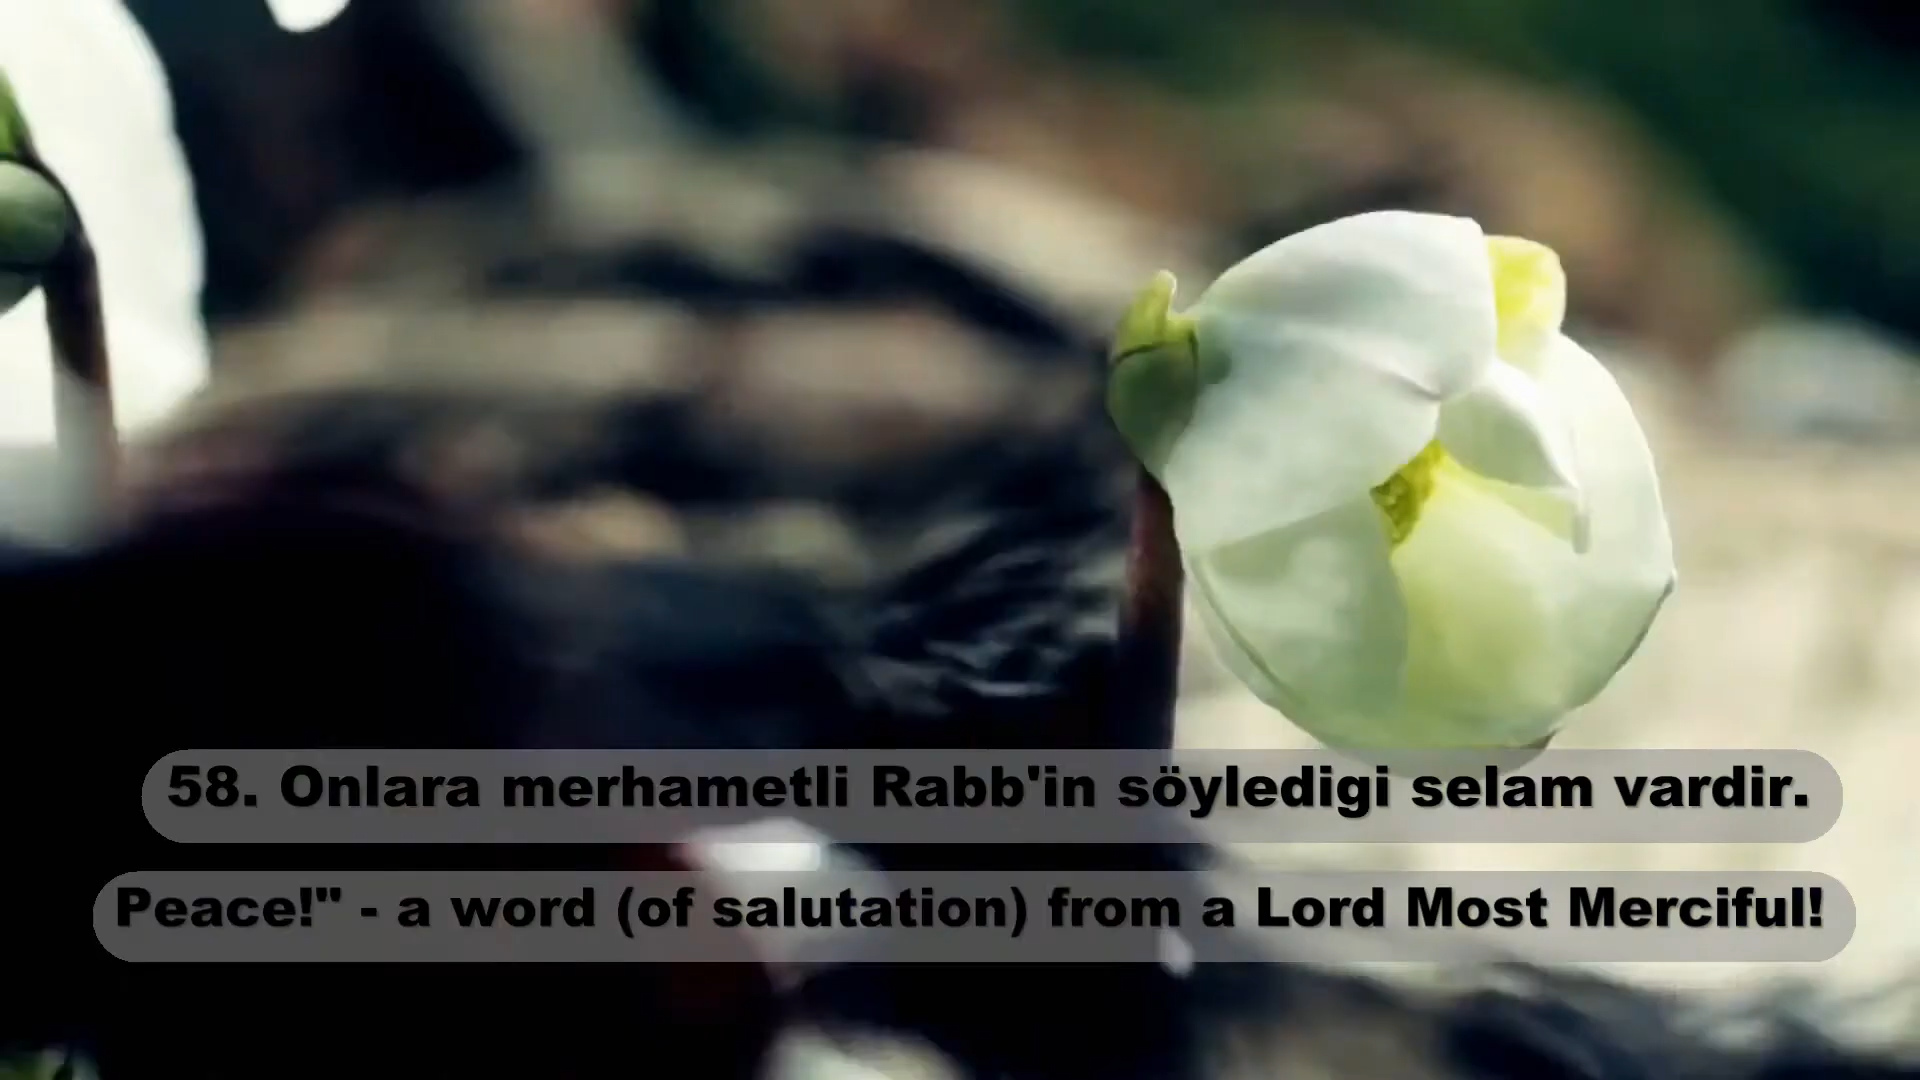 58. Onlara merhametli Rabb'in söyledigi selam vardir.
Peace!" - a word (of salutation) from a Lord Most Merciful!